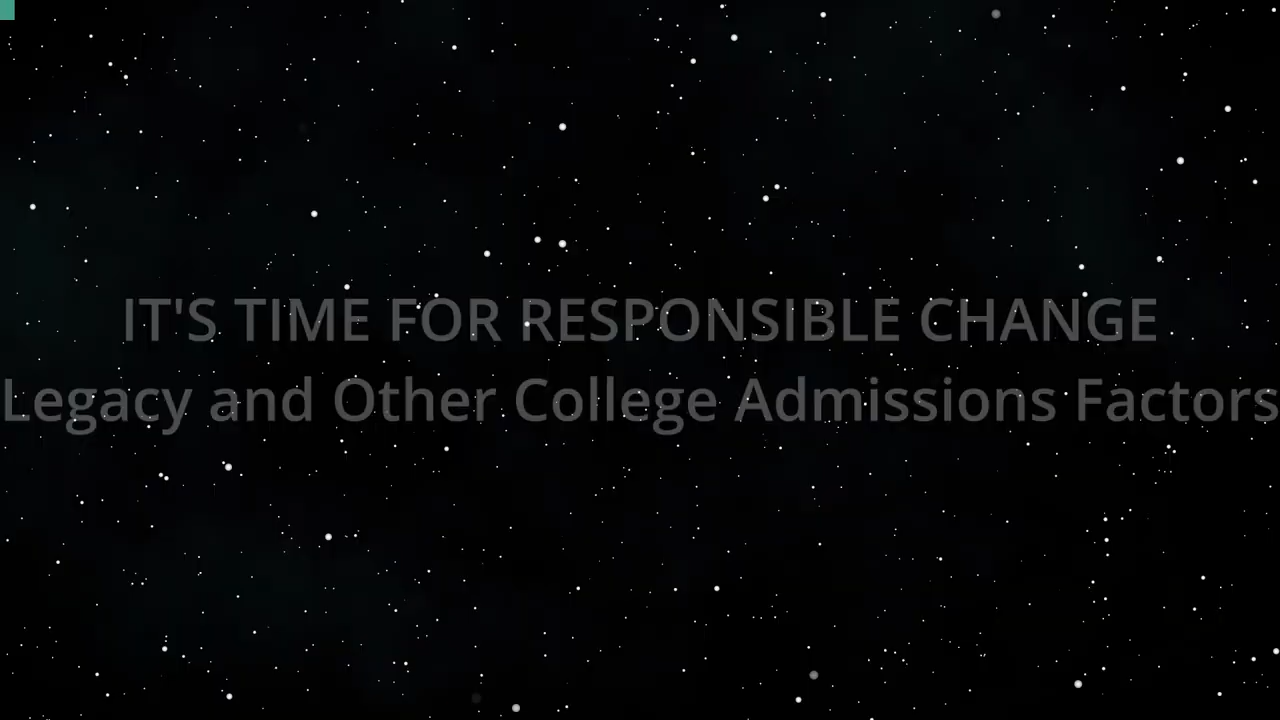 IT'S TIME FOR RESPONSIBLE CHANGE
Legacy and Other College Admissions Factors